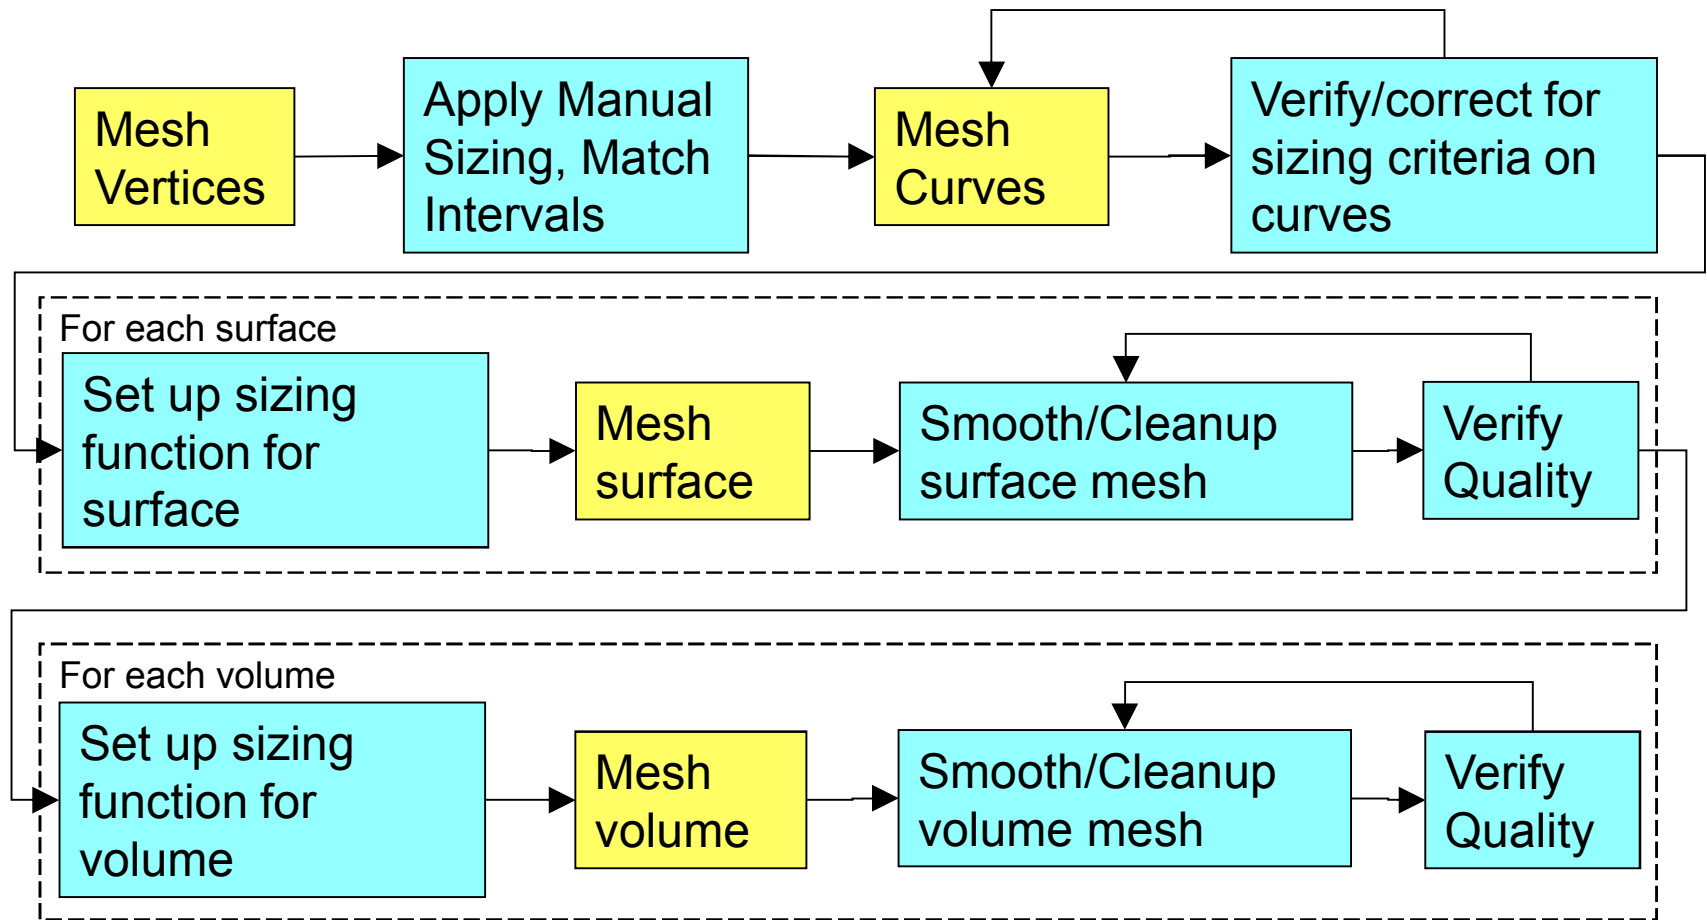 Mesh
Vertices
Apply Manual
Sizing, Match
Intervals
Mesh
Curves
Verify/correct for
sizing criteria on
curves
For each surface
Set up sizing
function for
surface
Mesh
surface
Smooth/Cleanup
surface mesh
Verify
Quality
For each volume
Set up sizing
function for
volume
Mesh
volume
Smooth/Cleanup
volume mesh
Verify
Quality